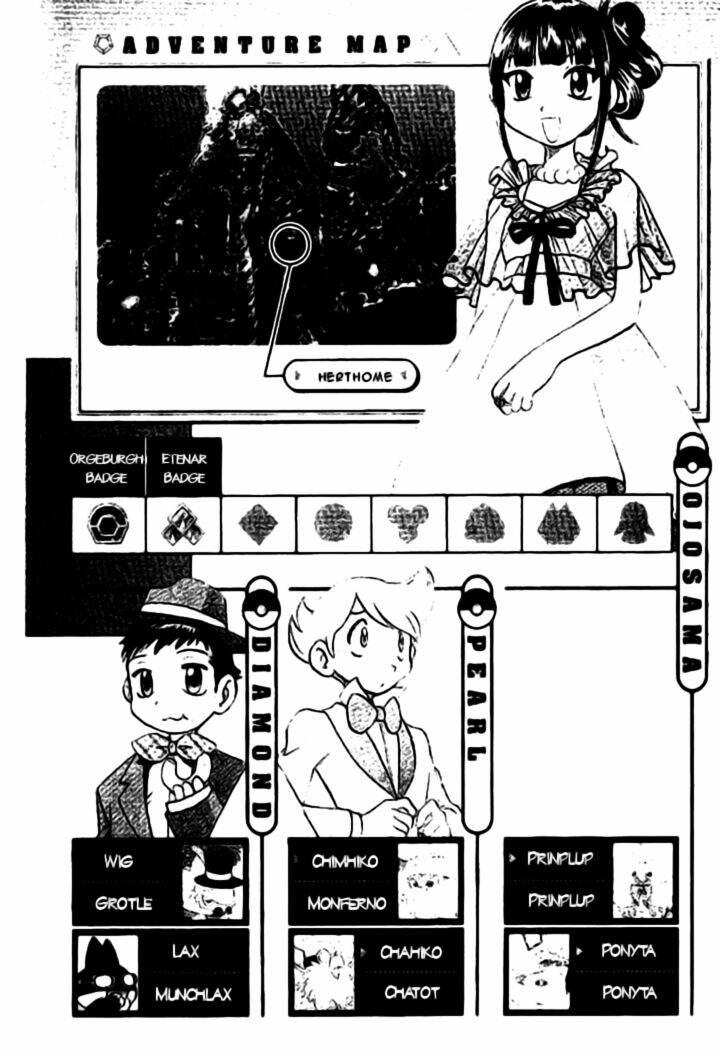 ADVENTURE MAP
HERTHOME
ORGEBURGH
BADGE
ETENAR
BADGE
OJOSAMA
DIAMOND
PEARL
WIG
GROTLE
LAX
MUNCHLAX
CHIMHIKO
MONFERNO
CHAHIKO
CHATOT
PRINPLUP
PRINPLUP
PONYTA
PONYTA